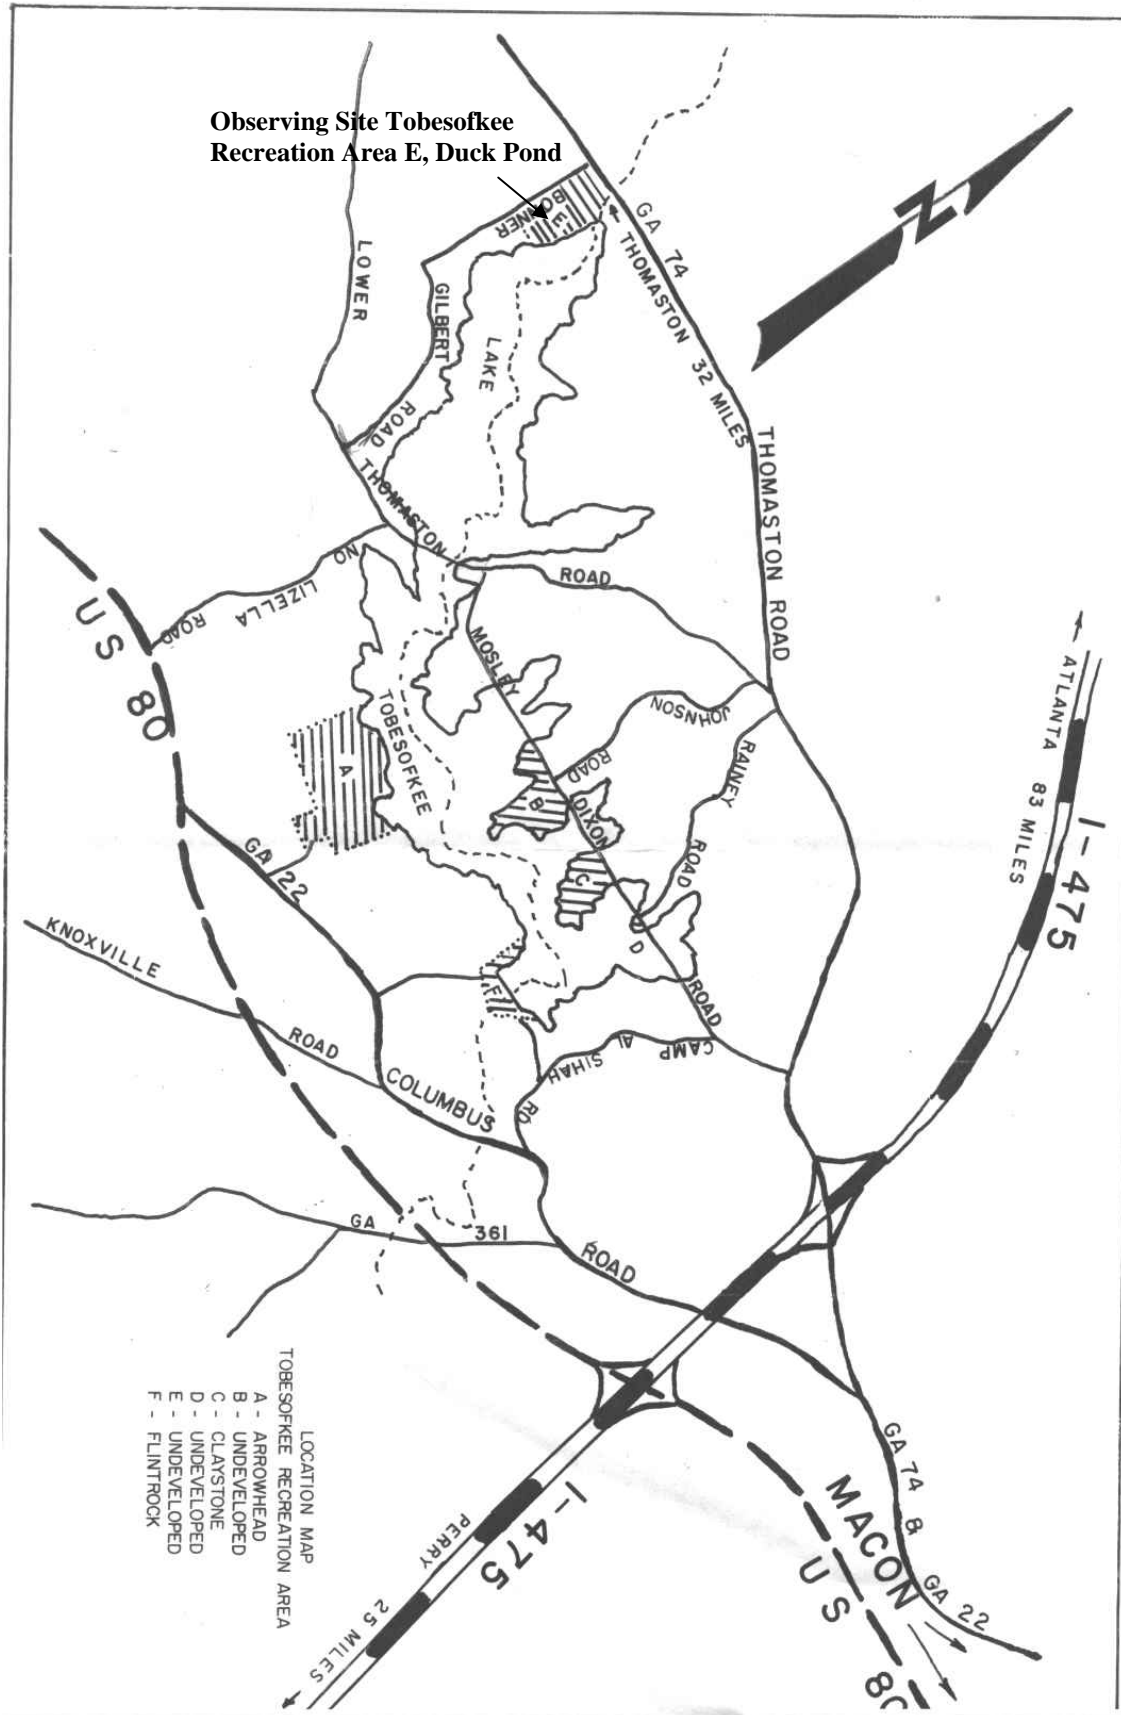 Observing Site Tobesofkee
Recreation Area E, Duck Pond
GA 74
THOMASTON 32 MILES
BONNER
E
GILBERT
ROAD
LAKE
LOWER
THOMASTON
ROAD
THOMASTON ROAD
N
NO
LIZELLA
ROAD
US 80
MOSLEY
TOBESOFKEE
JOHNSON
ROAD
RAINEY
ROAD
DIXON
ROAD
A
B
C
D
F
ATLANTA 83 MILES
I-475
GA 22
KNOXVILLE
ROAD
COLUMBUS
ROAD
CAMP
AL
SIHAH
RD
GA
361
GA 74 &
GA 22
MACON
US 80
I-475
PERRY
25 MILES
LOCATION MAP
TOBESOFKEE RECREATION AREA
A - ARROWHEAD
B - UNDEVELOPED
C - CLAYSTONE
D - UNDEVELOPED
E - UNDEVELOPED
F - FLINTROCK